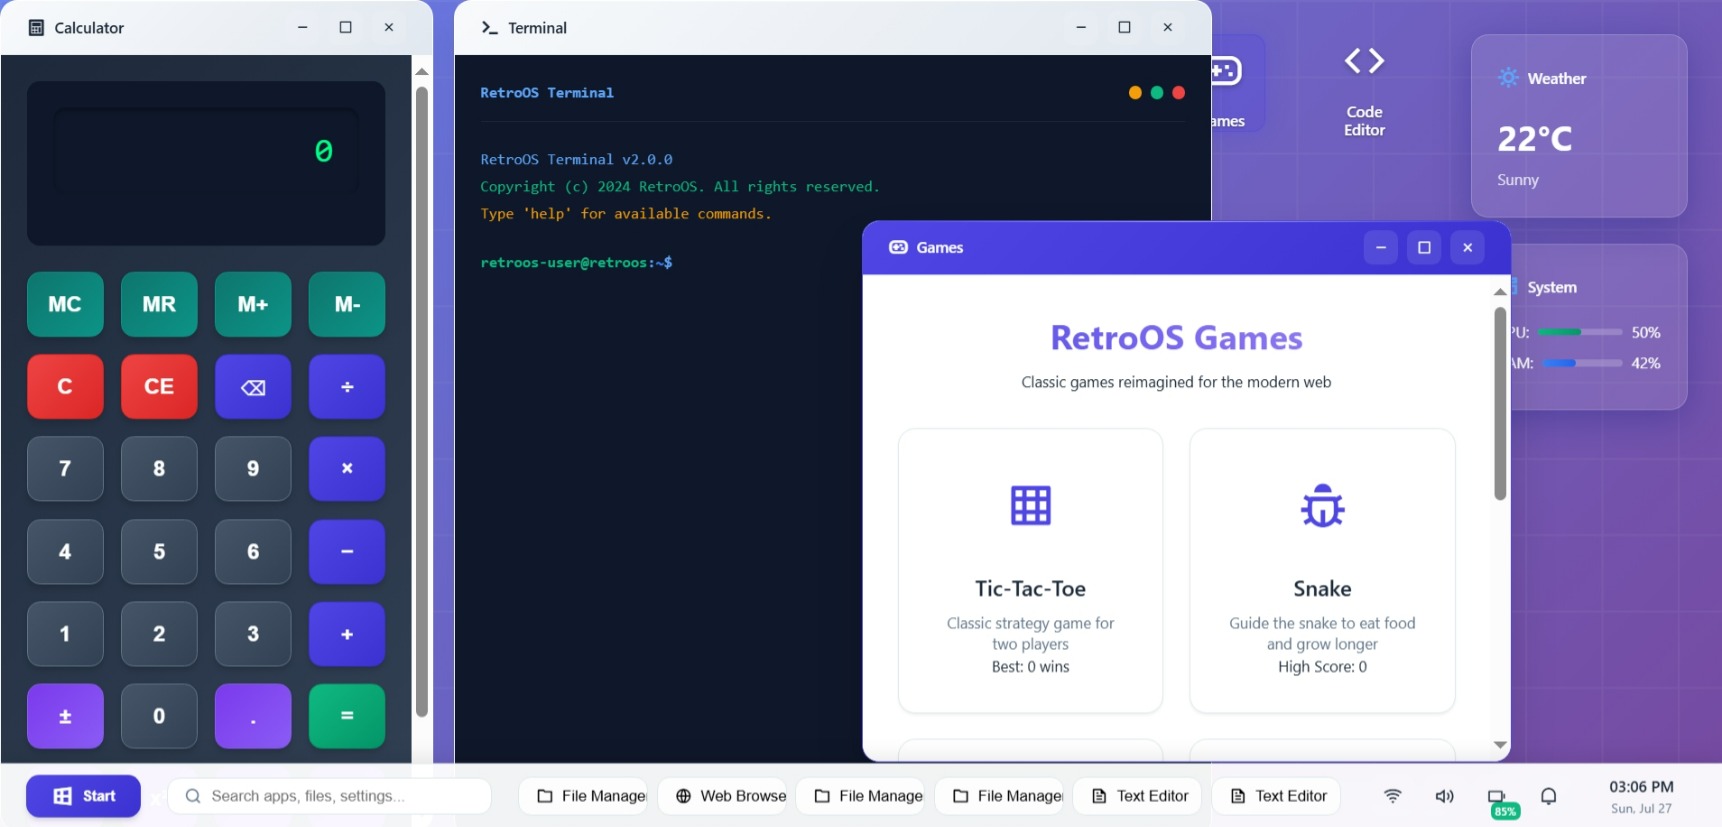 Calculator
0
MC MR M+ M-
C CE ⌫ ÷
7 8 9 ×
4 5 6 −
1 2 3 +
± 0 . =
Terminal
RetroOS Terminal
RetroOS Terminal v2.0.0
Copyright (c) 2024 RetroOS. All rights reserved.
Type 'help' for available commands.
retroos-user@retroos:~$
ames
Code
Editor
Weather
22°C
Sunny
System
PU: 50%
AM: 42%
Games
RetroOS Games
Classic games reimagined for the modern web
Tic-Tac-Toe
Classic strategy game for
two players
Best: 0 wins
Snake
Guide the snake to eat food
and grow longer
High Score: 0
Start
Search apps, files, settings...
File Manage
Web Browse
File Manage
File Manage
Text Editor
Text Editor
85%
03:06 PM
Sun, Jul 27